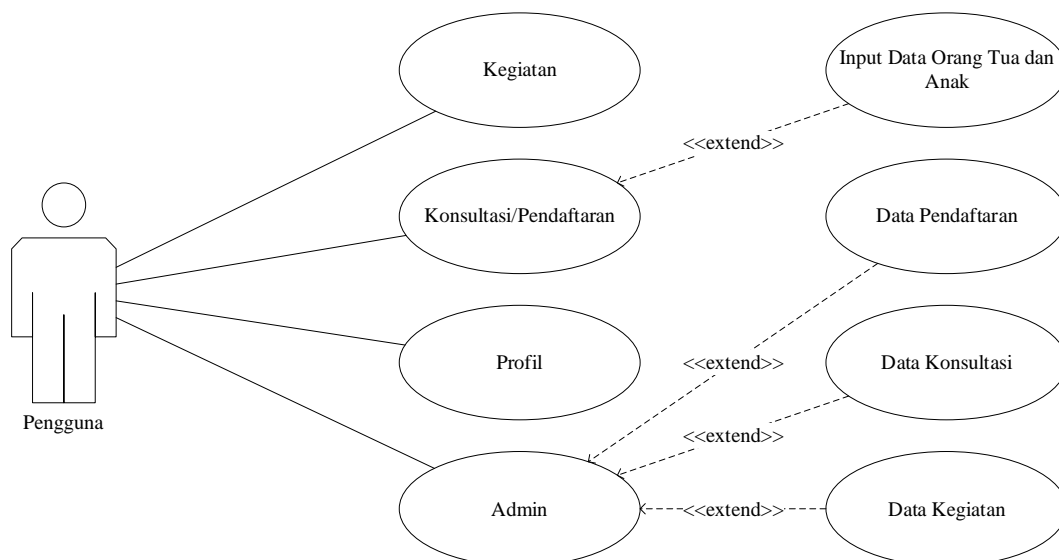 Kegiatan
Input Data Orang Tua dan
Anak
<<extend>>
Konsultasi/Pendaftaran
Data Pendaftaran
Profil
<<extend>>
Data Konsultasi
Pengguna
<<extend>>
Admin
<<extend>>
Data Kegiatan